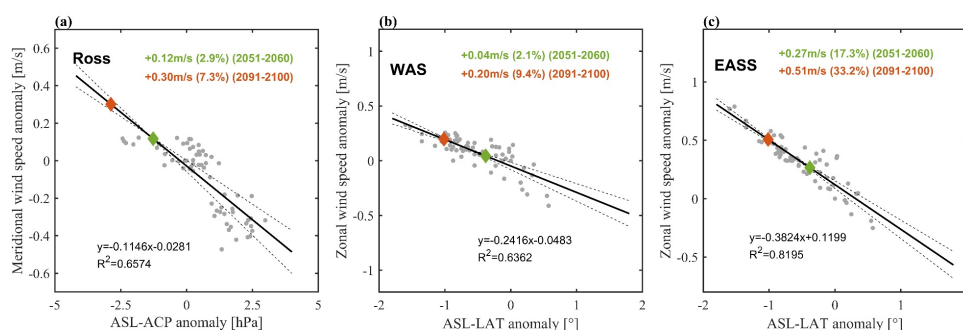 (a)
Ross
+0.12m/s (2.9%) (2051-2060)
+0.30m/s (7.3%) (2091-2100)
y=-0.1146x-0.0281
R²=0.6574
Meridional wind speed anomaly [m/s]
0.6
0.4
0.2
0
-0.2
-0.4
-0.6
-5
-2.5
0
2.5
5
ASL-ACP anomaly [hPa]
(b)
WAS
+0.04m/s (2.1%) (2051-2060)
+0.20m/s (9.4%) (2091-2100)
y=-0.2416x-0.0483
R²=0.6362
Zonal wind speed anomaly [m/s]
1
0.5
0
-0.5
-1
-2
-1
0
1
2
ASL-LAT anomaly [°]
(c)
EASS
+0.27m/s (17.3%) (2051-2060)
+0.51m/s (33.2%) (2091-2100)
y=-0.3824x+0.1199
R²=0.8195
Zonal wind speed anomaly [m/s]
1
0.5
0
-0.5
-2
-1
0
1
ASL-LAT anomaly [°]